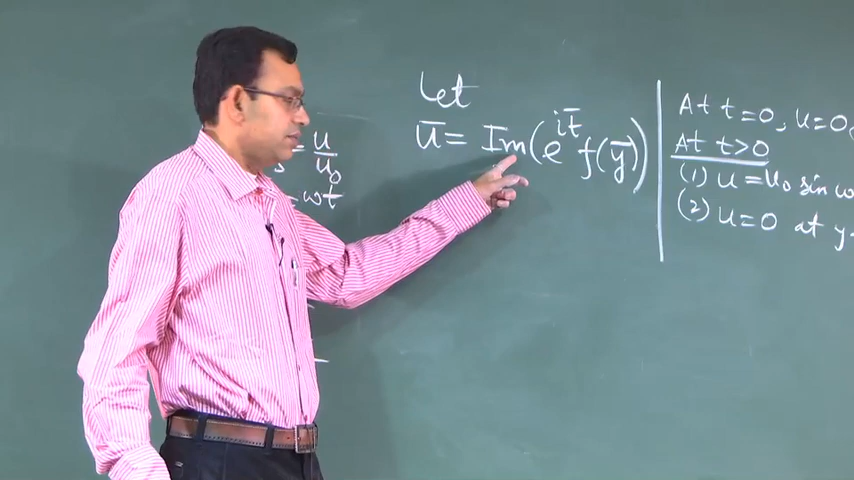 u/u₀
= ωt
Let
ū = Im(e^{it̄} f(ȳ))
At t=0, u=0,
At t>0
(1) u = u₀ sin ω
(2) u=0 at y